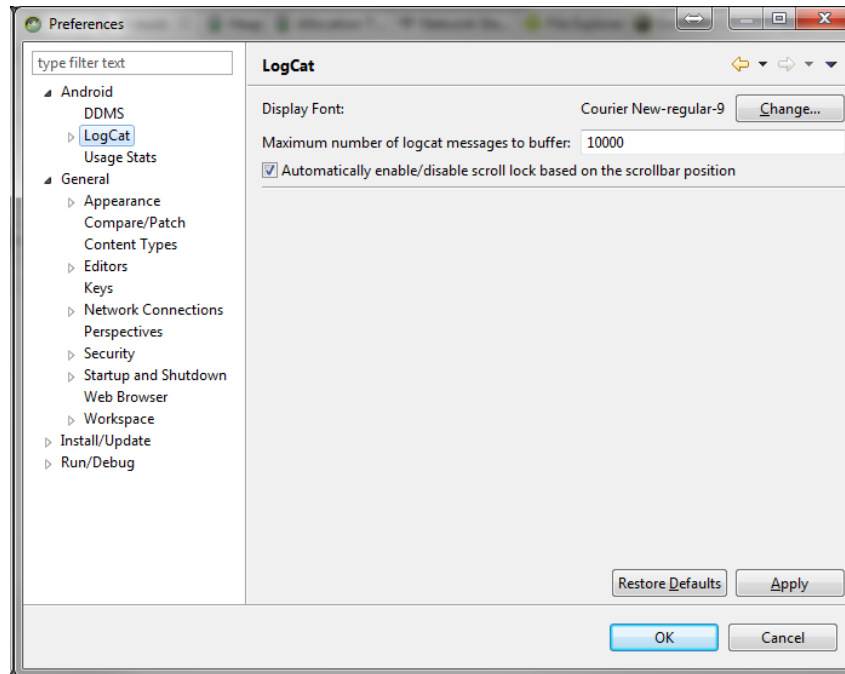 Preferences
type filter text
Android
DDMS
LogCat
Usage Stats
General
Appearance
Compare/Patch
Content Types
Editors
Keys
Network Connections
Perspectives
Security
Startup and Shutdown
Web Browser
Workspace
Install/Update
Run/Debug
LogCat
Display Font: Courier New-regular-9 Change...
Maximum number of logcat messages to buffer: 10000
Automatically enable/disable scroll lock based on the scrollbar position
Restore Defaults Apply
OK Cancel